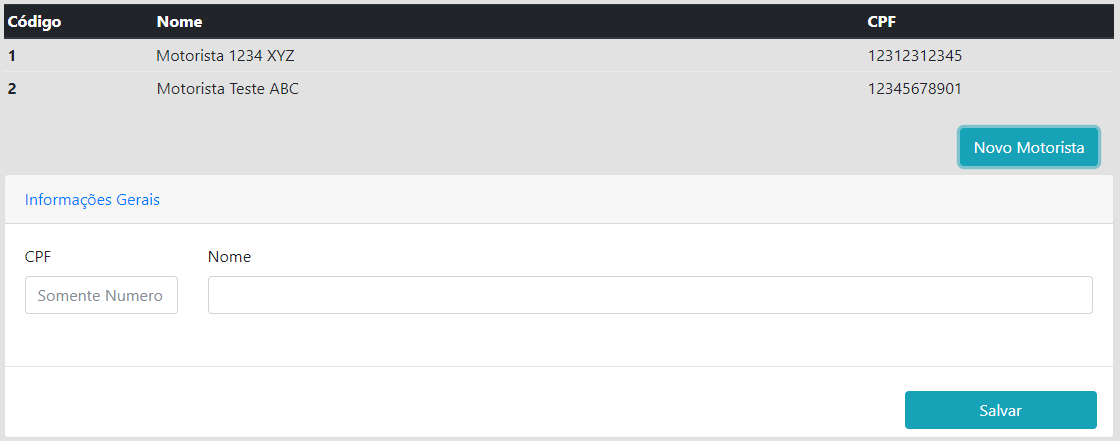 Código Nome CPF
1 Motorista 1234 XYZ 12312312345
2 Motorista Teste ABC 12345678901
Novo Motorista
Informações Gerais
CPF Nome
Somente Numero
Salvar